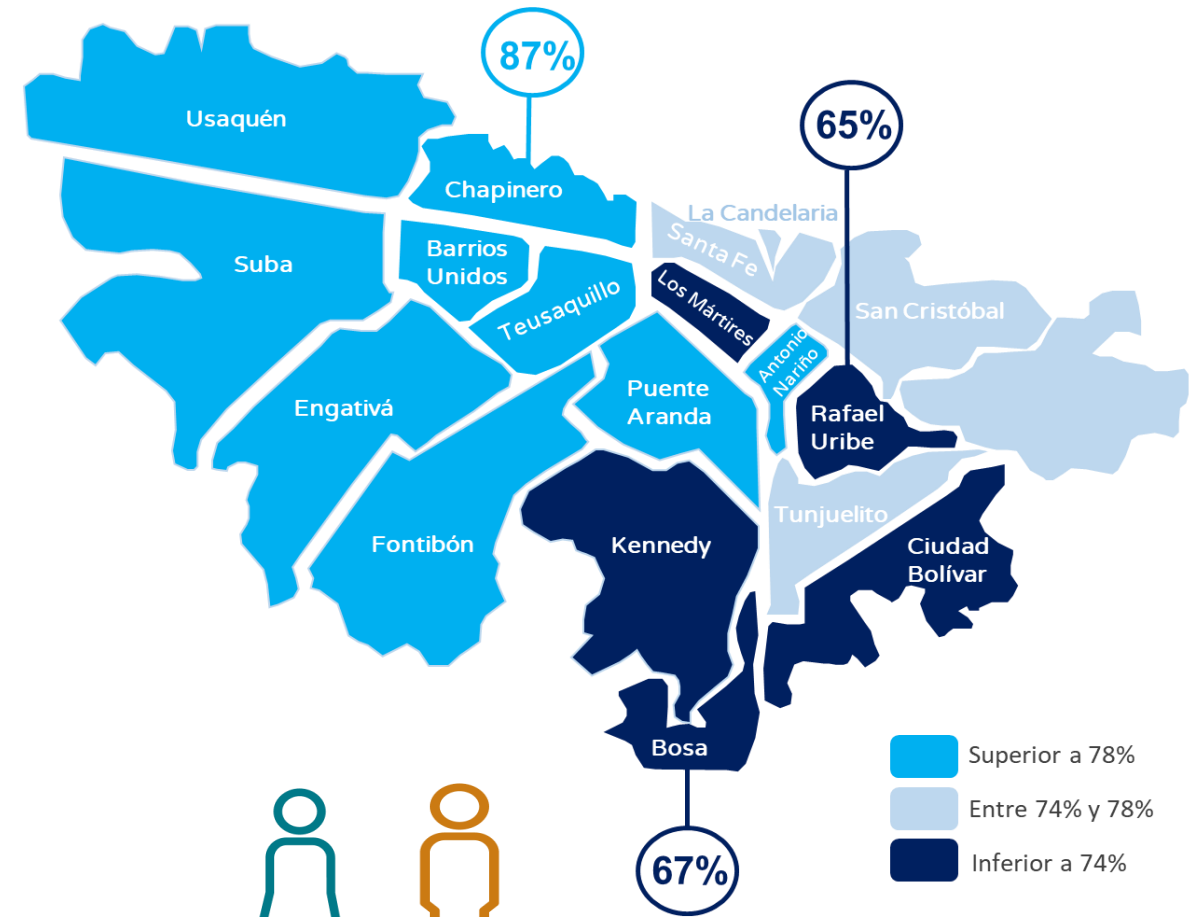 87%
65%
Usaquén
Chapinero
La Candelaria
Santa Fe
Barrios
Unidos
Suba
Teusaquillo
Los Mártires
San Cristóbal
Antonio
Nariño
Puente
Aranda
Engativá
Rafael
Uribe
Tunjuelito
Fontibón
Kennedy
Ciudad
Bolívar
Bosa
Superior a 78%
Entre 74% y 78%
Inferior a 74%
67%